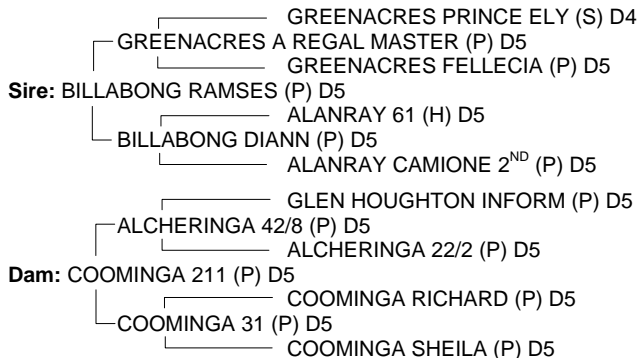 GREENACRES PRINCE ELY (S) D4
GREENACRES A REGAL MASTER (P) D5
GREENACRES FELLECIA (P) D5
Sire: BILLABONG RAMSES (P) D5
ALANRAY 61 (H) D5
BILLABONG DIANN (P) D5
ALANRAY CAMIONE 2ND (P) D5
GLEN HOUGHTON INFORM (P) D5
ALCHERINGA 42/8 (P) D5
ALCHERINGA 22/2 (P) D5
Dam: COOMINGA 211 (P) D5
COOMINGA RICHARD (P) D5
COOMINGA 31 (P) D5
COOMINGA SHEILA (P) D5